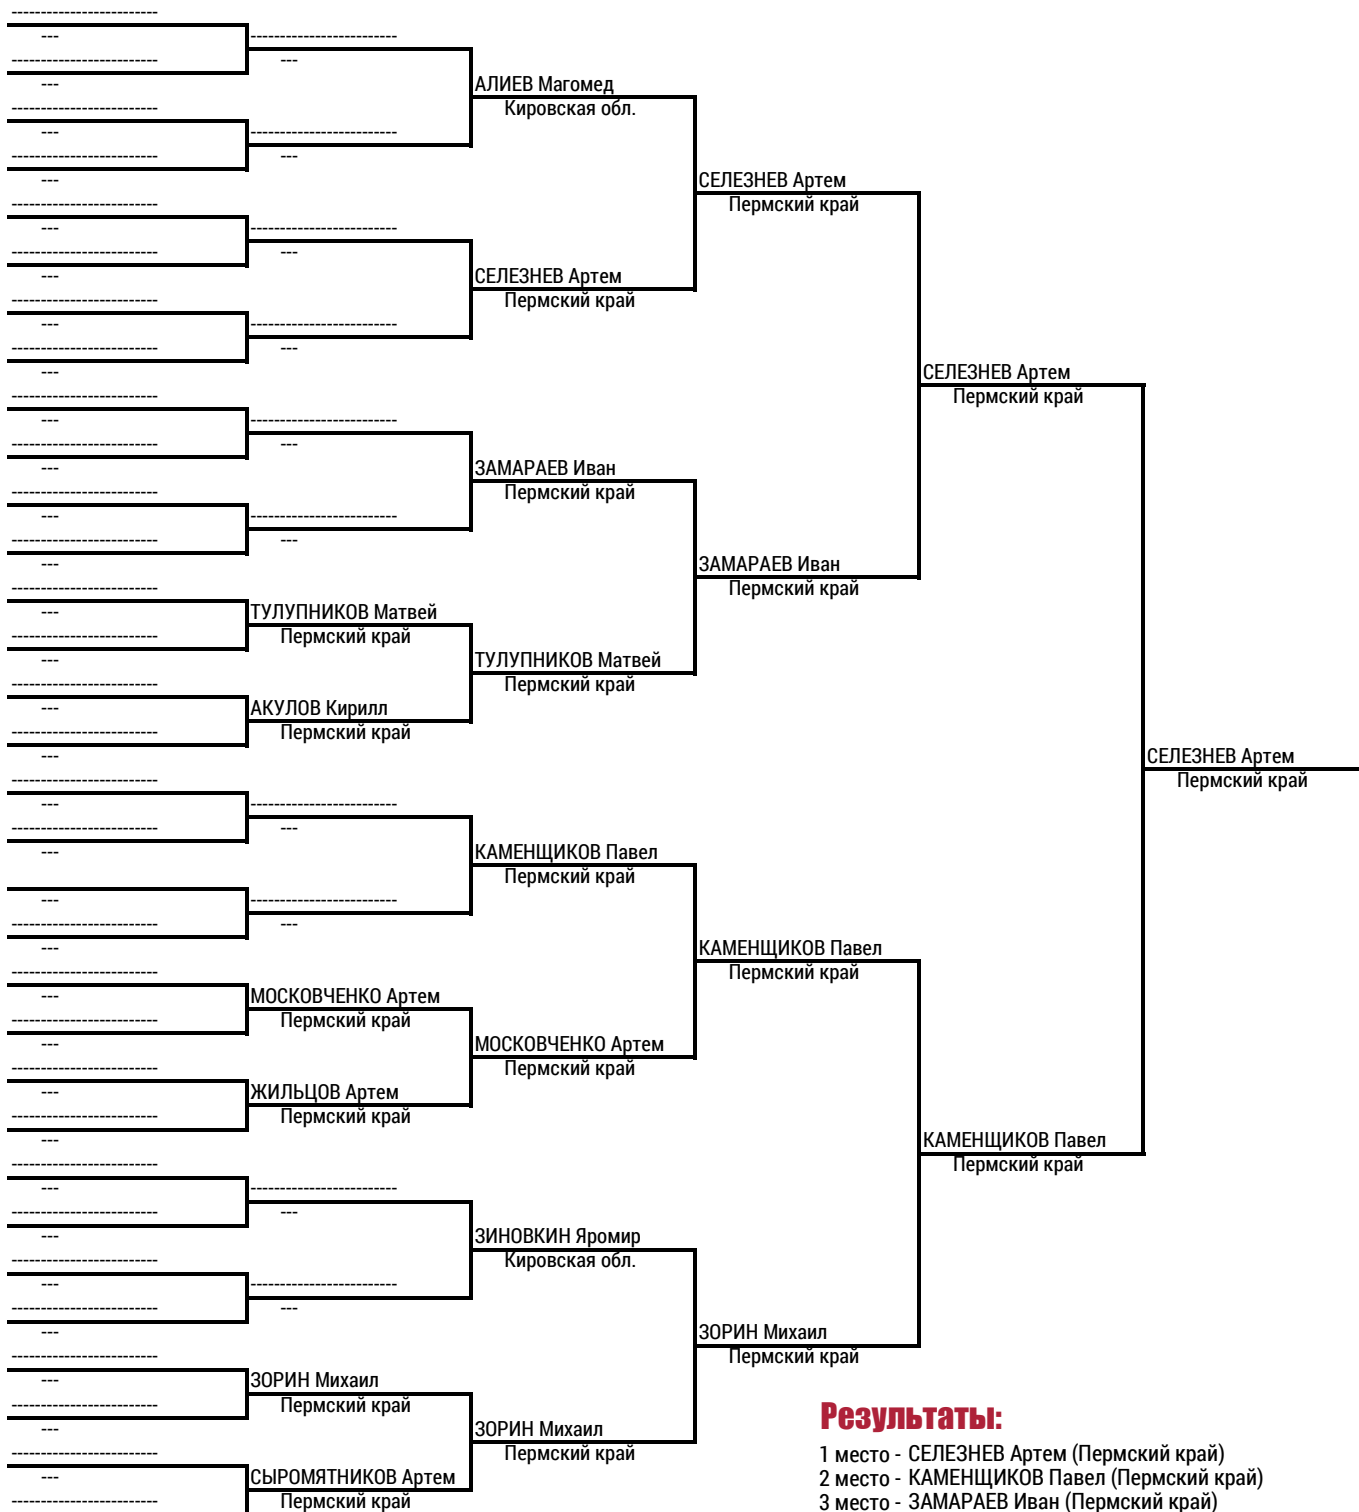 АЛИЕВ Магомед
Кировская обл.
СЕЛЕЗНЕВ Артем
Пермский край
СЕЛЕЗНЕВ Артем
Пермский край
СЕЛЕЗНЕВ Артем
Пермский край
ЗАМАРАЕВ Иван
Пермский край
ЗАМАРАЕВ Иван
Пермский край
ТУЛУПНИКОВ Матвей
Пермский край
ТУЛУПНИКОВ Матвей
Пермский край
АКУЛОВ Кирилл
Пермский край
СЕЛЕЗНЕВ Артем
Пермский край
КАМЕНЩИКОВ Павел
Пермский край
КАМЕНЩИКОВ Павел
Пермский край
МОСКОВЧЕНКО Артем
Пермский край
МОСКОВЧЕНКО Артем
Пермский край
ЖИЛЬЦОВ Артем
Пермский край
КАМЕНЩИКОВ Павел
Пермский край
ЗИНОВКИН Яромир
Кировская обл.
ЗОРИН Михаил
Пермский край
ЗОРИН Михаил
Пермский край
ЗОРИН Михаил
Пермский край
СЫРОМЯТНИКОВ Артем
Пермский край
Результаты:
1 место - СЕЛЕЗНЕВ Артем (Пермский край)
2 место - КАМЕНЩИКОВ Павел (Пермский край)
3 место - ЗАМАРАЕВ Иван (Пермский край)